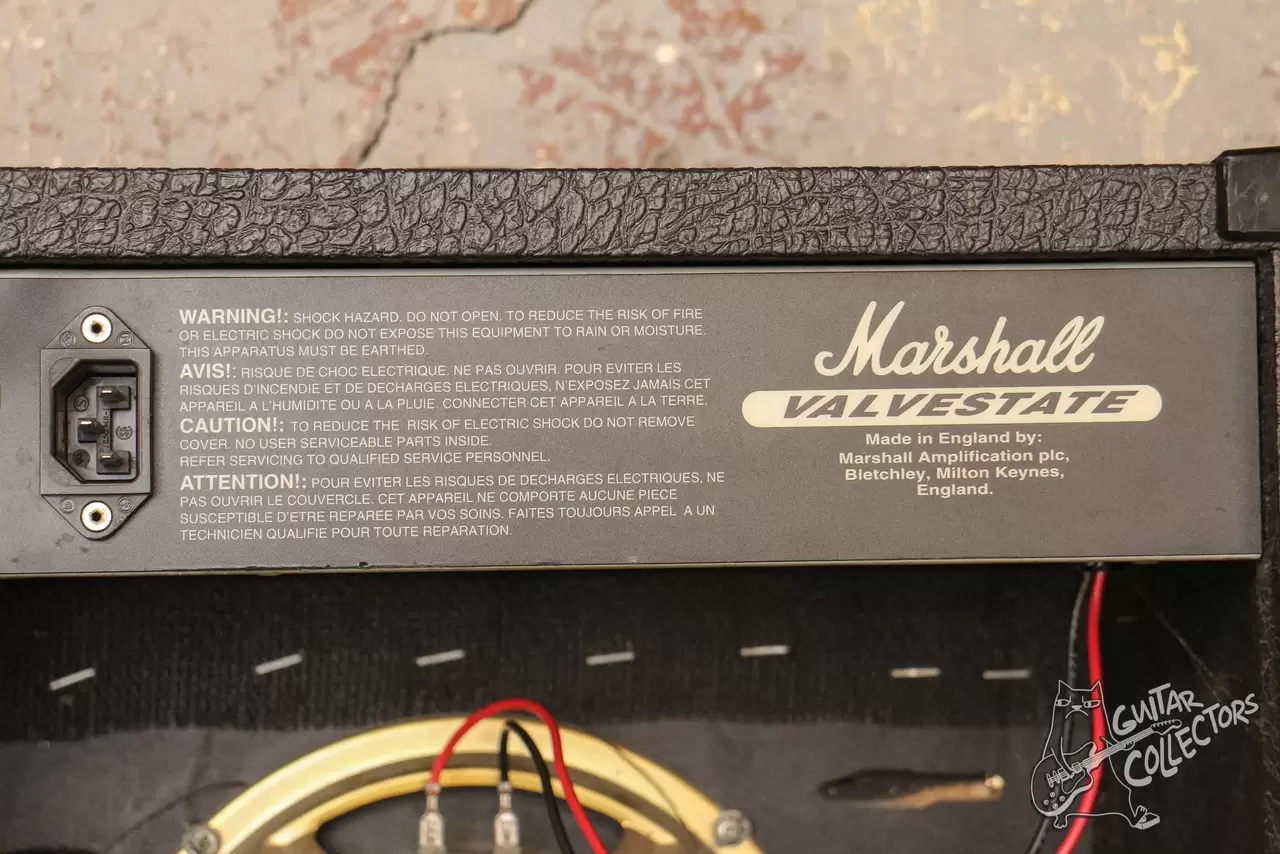 WARNING!: SHOCK HAZARD. DO NOT OPEN. TO REDUCE THE RISK OF FIRE
OR ELECTRIC SHOCK DO NOT EXPOSE THIS EQUIPMENT TO RAIN OR MOISTURE.
THIS APPARATUS MUST BE EARTHED.
AVIS!: RISQUE DE CHOC ELECTRIQUE. NE PAS OUVRIR. POUR EVITER LES
RISQUES D'INCENDIE ET DE DECHARGES ELECTRIQUES, N'EXPOSEZ JAMAIS CET
APPAREIL A L'HUMIDITE OU A LA PLUIE. CONNECTER CET APPAREIL A LA TERRE.
CAUTION!: TO REDUCE THE RISK OF ELECTRIC SHOCK DO NOT REMOVE
COVER. NO USER SERVICEABLE PARTS INSIDE.
REFER SERVICING TO QUALIFIED SERVICE PERSONNEL.
ATTENTION!: POUR EVITER LES RISQUES DE DECHARGES ELECTRIQUES, NE
PAS OUVRIR LE COUVERCLE. CET APPAREIL NE COMPORTE AUCUNE PIECE
SUSCEPTIBLE D'ETRE REPAREE PAR VOS SOINS. FAITES TOUJOURS APPEL A UN
TECHNICIEN QUALIFIE POUR TOUTE REPARATION.
Marshall
VALVESTATE
Made in England by:
Marshall Amplification plc,
Bletchley, Milton Keynes,
England.
GUITAR
COLLECTORS